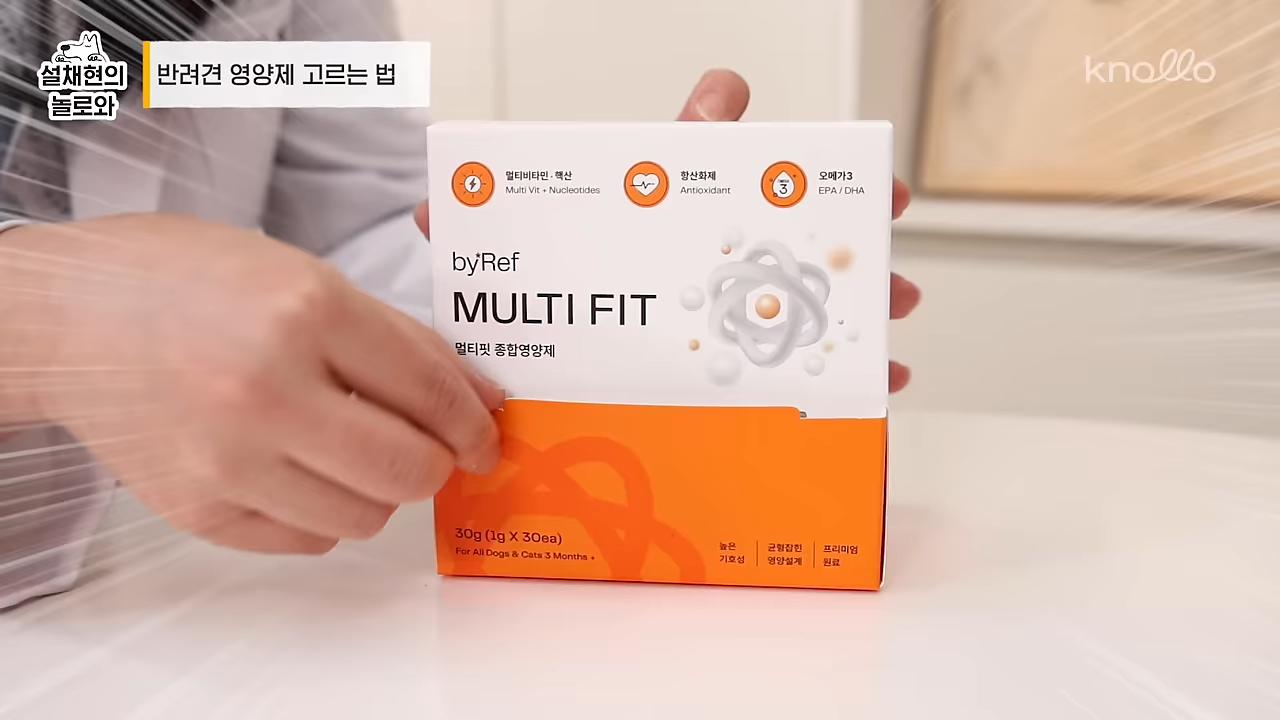 설채현의
놀로와
반려견 영양제 고르는 법
knollo
멀티비타민 · 핵산
Multi Vit + Nucleotides
항산화제
Antioxidant
오메가3
EPA / DHA
OMEGA
3
by*Ref
MULTI FIT
멀티핏 종합영양제
30g (1g X 30ea)
For All Dogs & Cats 3 Months +
높은
기호성
균형잡힌
영양설계
프리미엄
원료